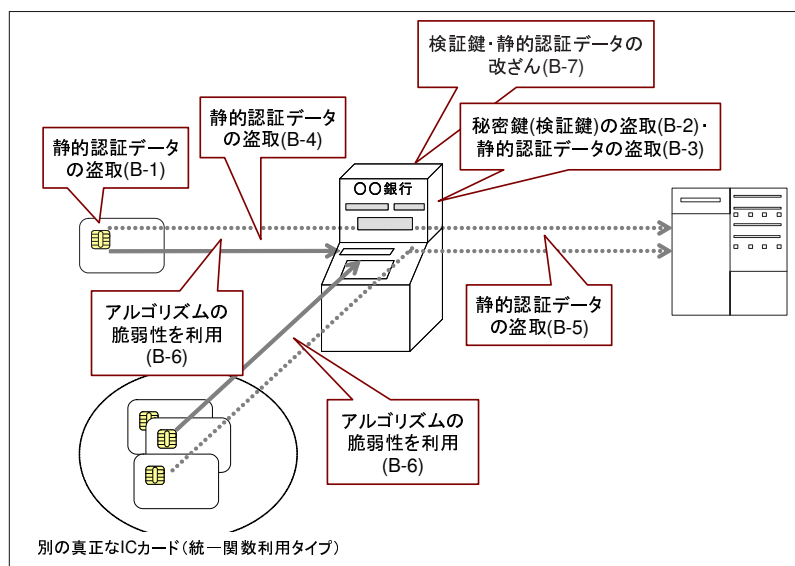 検証鍵・静的認証データの
改ざん(B-7)
静的認証データ
の盗取(B-4)
秘密鍵(検証鍵)の盗取(B-2)・
静的認証データの盗取(B-3)
静的認証データ
の盗取(B-1)
〇〇銀行
アルゴリズムの
脆弱性を利用
(B-6)
静的認証データ
の盗取(B-5)
アルゴリズムの
脆弱性を利用
(B-6)
別の真正なICカード(統一関数利用タイプ)